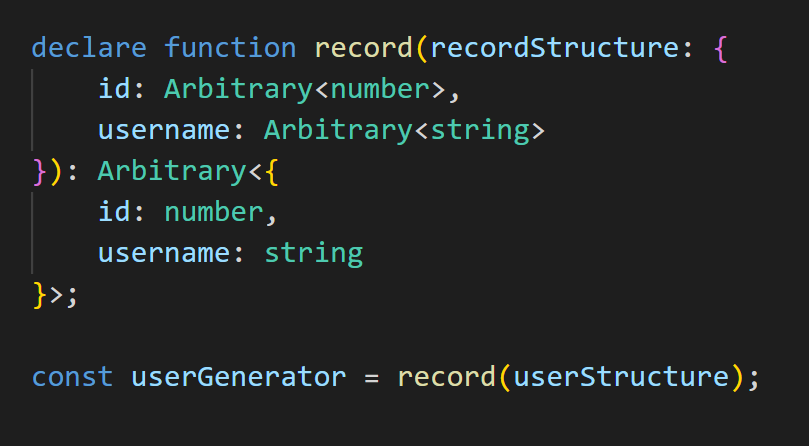 declare function record(recordStructure: {
    id: Arbitrary<number>,
    username: Arbitrary<string>
}): Arbitrary<{
    id: number,
    username: string
}>;

const userGenerator = record(userStructure);